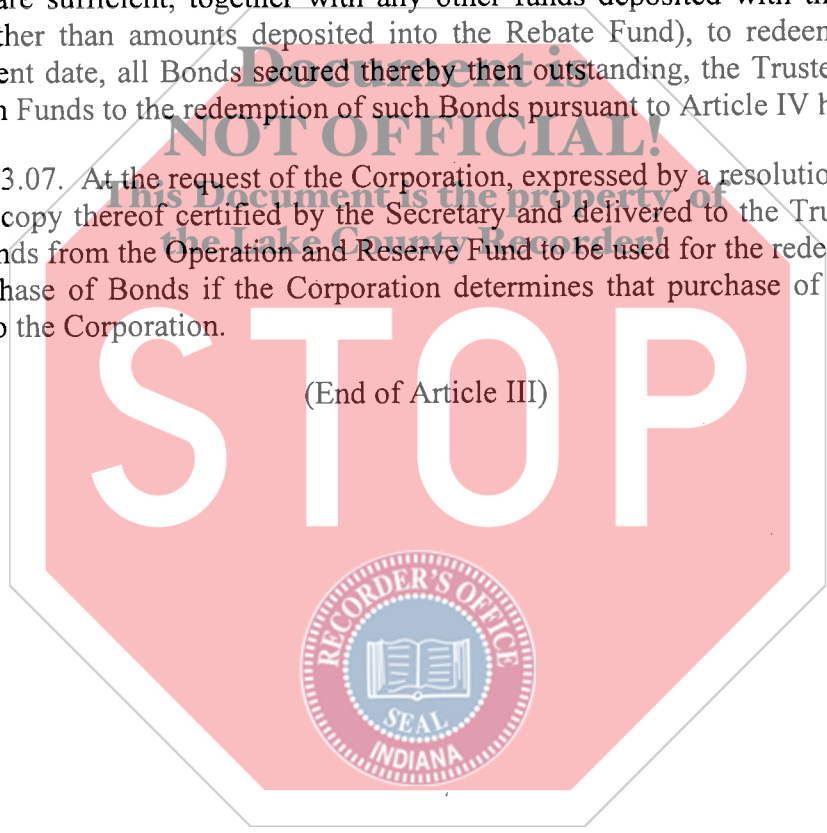 are sufficient, together with any other funds deposited with th
ther than amounts deposited into the Rebate Fund), to redeem
ent date, all Bonds secured thereby then outstanding, the Truste
n Funds to the redemption of such Bonds pursuant to Article IV h
Document is
NOT OFFICIAL!
This Document is the property of
the Lake County Recorder!
3.07. At the request of the Corporation, expressed by a resolutio
copy thereof certified by the Secretary and delivered to the Tru
nds from the Operation and Reserve Fund to be used for the rede
hase of Bonds if the Corporation determines that purchase of
o the Corporation.
(End of Article III)
STOP
RECORDER'S OFFICE
SEAL
INDIANA